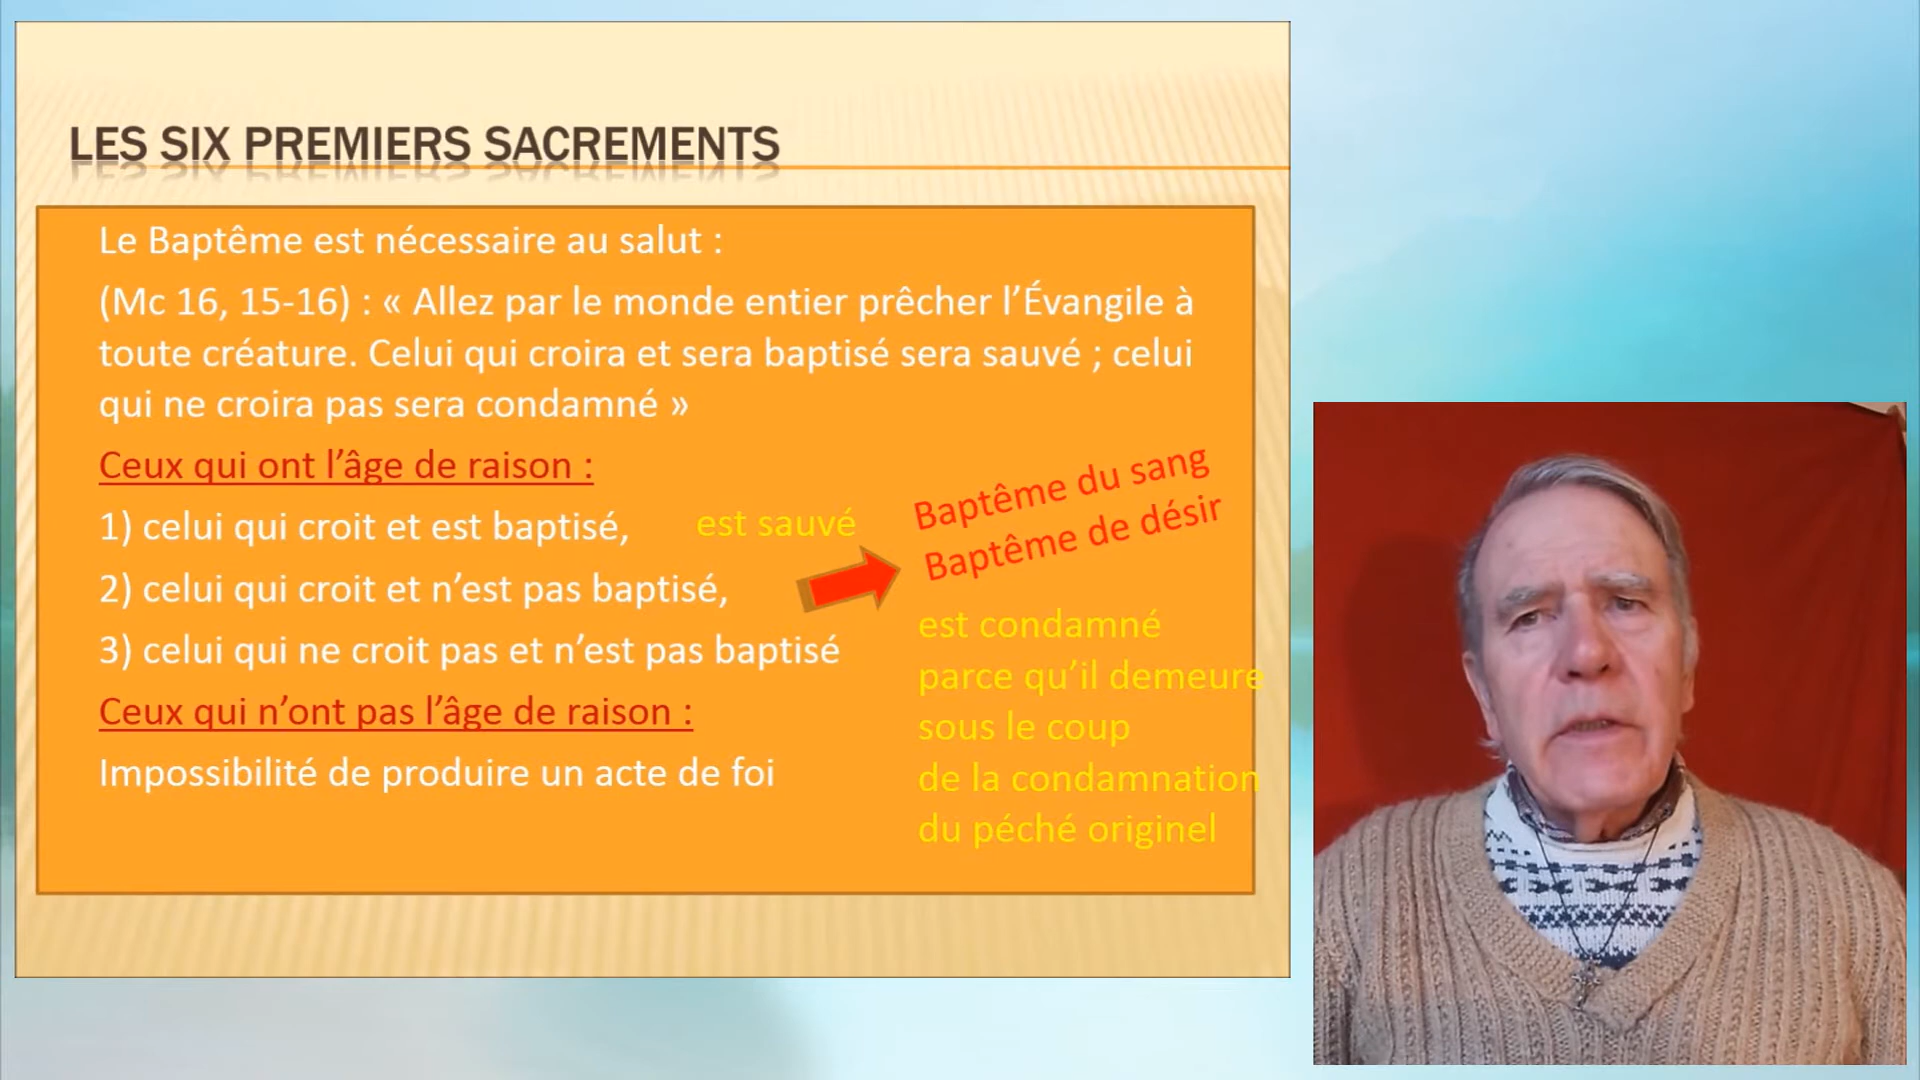 LES SIX PREMIERS SACREMENTS
Le Baptême est nécessaire au salut :
(Mc 16, 15-16) : « Allez par le monde entier prêcher l’Évangile à
toute créature. Celui qui croira et sera baptisé sera sauvé ; celui
qui ne croira pas sera condamné »
Ceux qui ont l’âge de raison :
1) celui qui croit et est baptisé, est sauvé
Baptême du sang
Baptême de désir
2) celui qui croit et n’est pas baptisé,
3) celui qui ne croit pas et n’est pas baptisé
est condamné
parce qu’il demeure
sous le coup
de la condamnation
du péché originel
Ceux qui n’ont pas l’âge de raison :
Impossibilité de produire un acte de foi